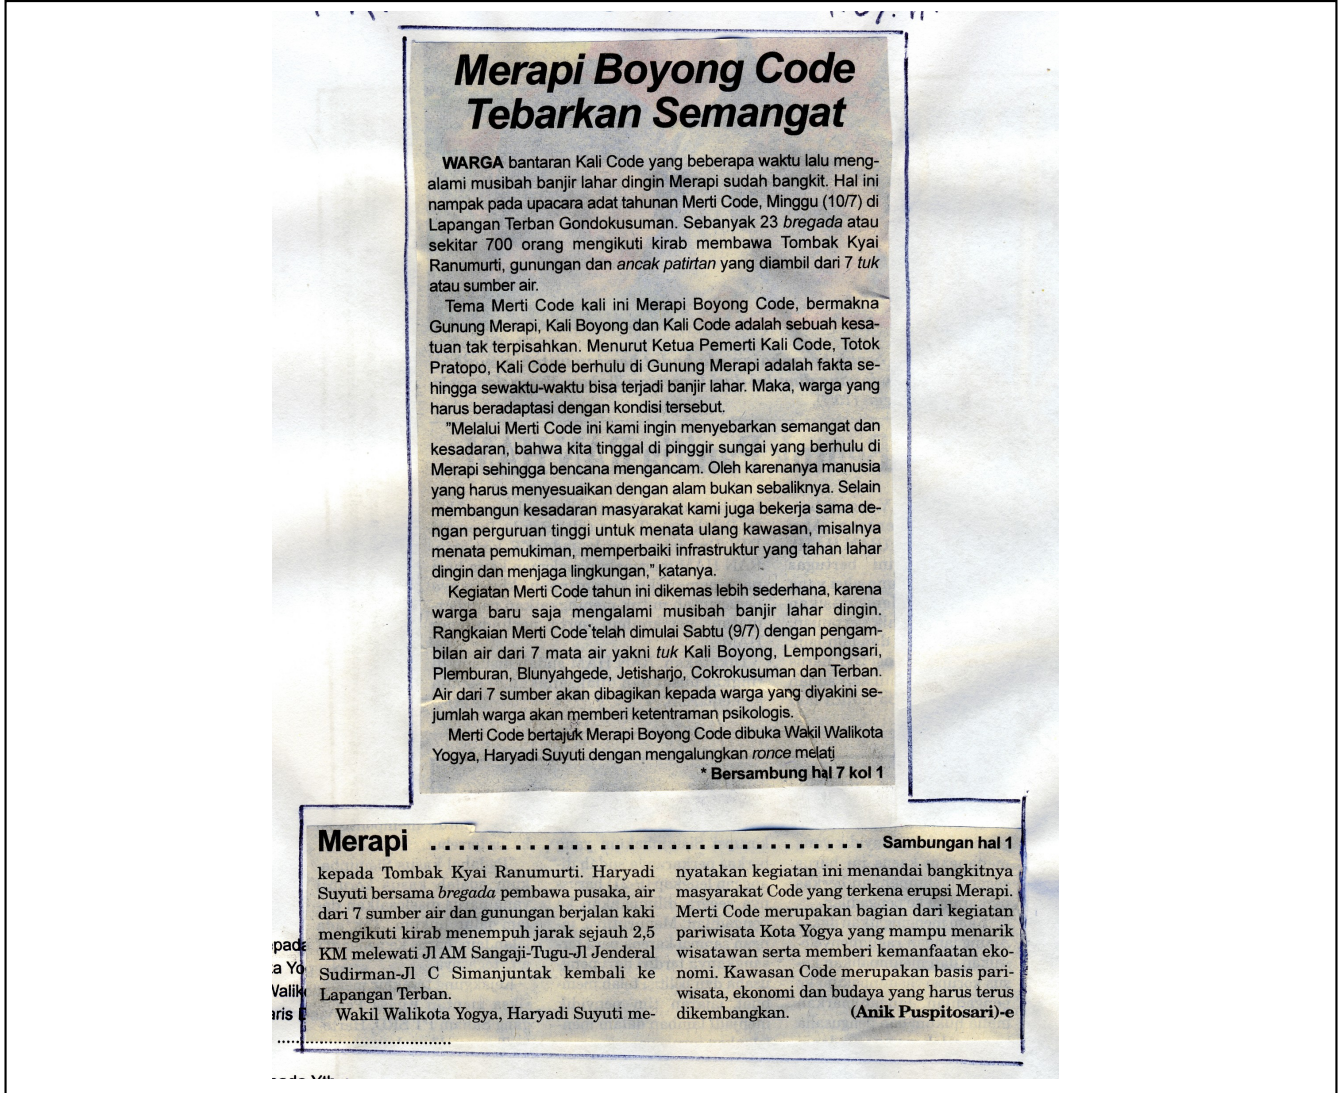 Merapi Boyong Code
Tebarkan Semangat
WARGA bantaran Kali Code yang beberapa waktu lalu meng-
alami musibah banjir lahar dingin Merapi sudah bangkit. Hal ini
nampak pada upacara adat tahunan Merti Code, Minggu (10/7) di
Lapangan Terban Gondokusuman. Sebanyak 23 bregada atau
sekitar 700 orang mengikuti kirab membawa Tombak Kyai
Ranumurti, gunungan dan ancak patirtan yang diambil dari 7 tuk
atau sumber air.
Tema Merti Code kali ini Merapi Boyong Code, bermakna
Gunung Merapi, Kali Boyong dan Kali Code adalah sebuah kesa-
tuan tak terpisahkan. Menurut Ketua Pemerti Kali Code, Totok
Pratopo, Kali Code berhulu di Gunung Merapi adalah fakta se-
hingga sewaktu-waktu bisa terjadi banjir lahar. Maka, warga yang
harus beradaptasi dengan kondisi tersebut.
"Melalui Merti Code ini kami ingin menyebarkan semangat dan
kesadaran, bahwa kita tinggal di pinggir sungai yang berhulu di
Merapi sehingga bencana mengancam. Oleh karenanya manusia
yang harus menyesuaikan dengan alam bukan sebaliknya. Selain
membangun kesadaran masyarakat kami juga bekerja sama de-
ngan perguruan tinggi untuk menata ulang kawasan, misalnya
menata pemukiman, memperbaiki infrastruktur yang tahan lahar
dingin dan menjaga lingkungan," katanya.
Kegiatan Merti Code tahun ini dikemas lebih sederhana, karena
warga baru saja mengalami musibah banjir lahar dingin.
Rangkaian Merti Code telah dimulai Sabtu (9/7) dengan pengam-
bilan air dari 7 mata air yakni tuk Kali Boyong, Lempongsari,
Plemburan, Blunyahgede, Jetisharjo, Cokrokusuman dan Terban.
Air dari 7 sumber akan dibagikan kepada warga yang diyakini se-
jumlah warga akan memberi ketentraman psikologis.
Merti Code bertajuk Merapi Boyong Code dibuka Wakil Walikota
Yogya, Haryadi Suyuti dengan mengalungkan ronce melati
* Bersambung hal 7 kol 1
Merapi .............................. Sambungan hal 1
kepada Tombak Kyai Ranumurti. Haryadi
Suyuti bersama bregada pembawa pusaka, air
dari 7 sumber air dan gunungan berjalan kaki
mengikuti kirab menempuh jarak sejauh 2,5
KM melewati Jl AM Sangaji-Tugu-Jl Jenderal
Sudirman-Jl C Simanjuntak kembali ke
Lapangan Terban.
Wakil Walikota Yogya, Haryadi Suyuti me-
nyatakan kegiatan ini menandai bangkitnya
masyarakat Code yang terkena erupsi Merapi.
Merti Code merupakan bagian dari kegiatan
pariwisata Kota Yogya yang mampu menarik
wisatawan serta memberi kemanfaatan eko-
nomi. Kawasan Code merupakan basis pari-
wisata, ekonomi dan budaya yang harus terus
dikembangkan. (Anik Puspitosari)-e